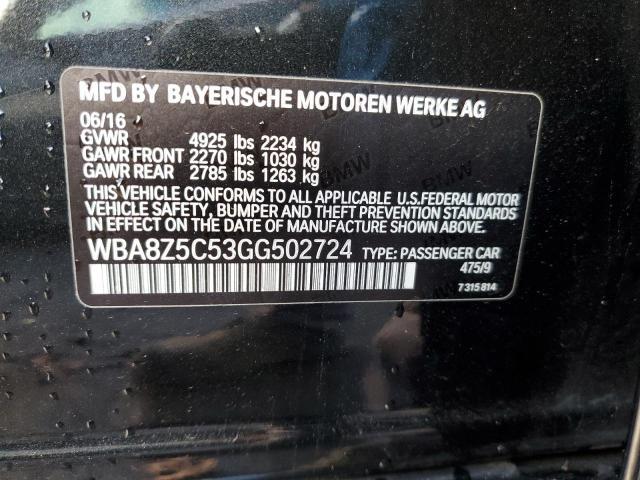 MFD BY BAYERISCHE MOTOREN WERKE AG
06/16
GVWR 4925 lbs 2234 kg
GAWR FRONT 2270 lbs 1030 kg
GAWR REAR 2785 lbs 1263 kg
THIS VEHICLE CONFORMS TO ALL APPLICABLE U.S.FEDERAL MOTOR
VEHICLE SAFETY, BUMPER AND THEFT PREVENTION STANDARDS
IN EFFECT ON THE DATE OF MANUFACTURE SHOWN ABOVE.
WBA8Z5C53GG502724 TYPE: PASSENGER CAR
475/9
7315814